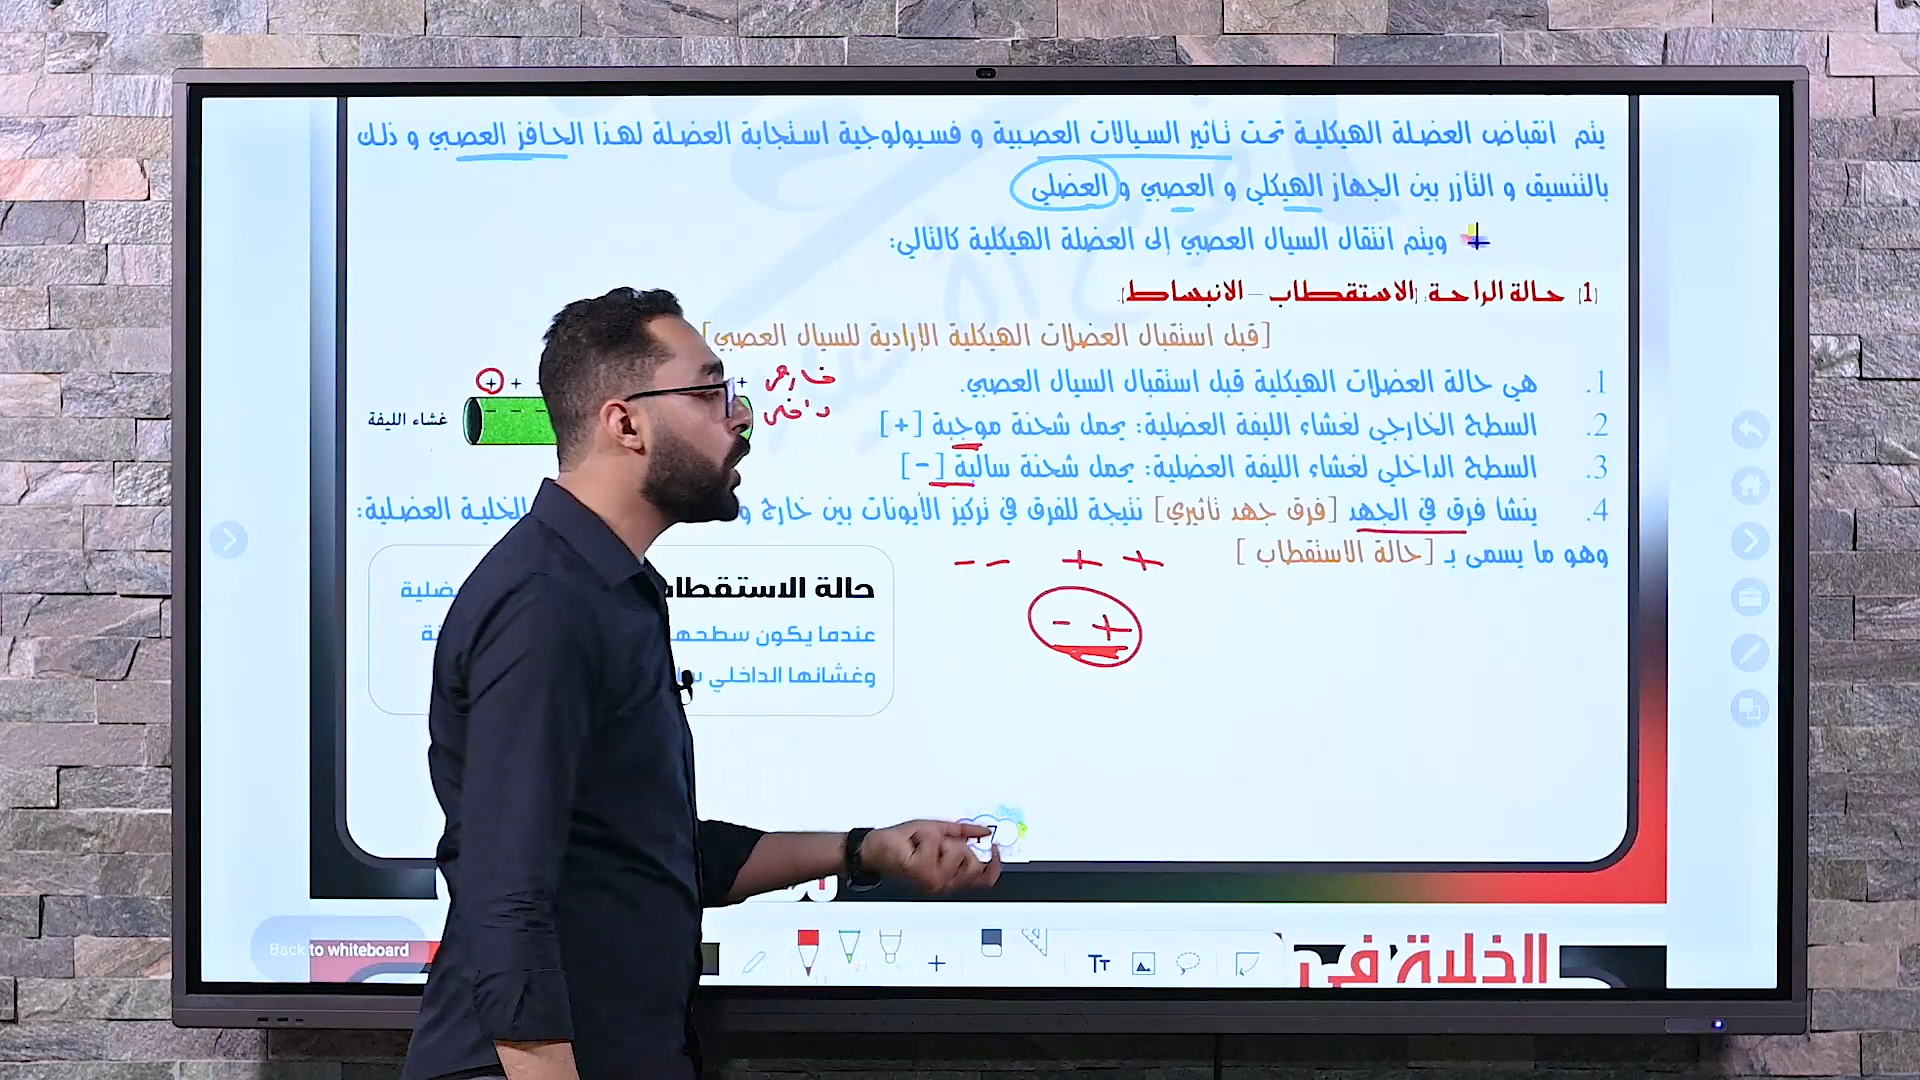 يتم انقباض العضلة الهيكلية تحت تأثير السيالات العصبية و فسيولوجية استجابة العضلة لهذا الحافز العصبي و ذلك
بالتنسيق و التآزر بين الجهاز الهيكلي و العصبي و العضلي
ويتم انتقال السيال العصبي إلى العضلة الهيكلية كالتالي:
(1) حالة الراحة (الاستقطاب – الانبساط).
[قبل استقبال العضلات الهيكلية الإرادية للسيال العصبي]
+ + + خارجي
1. هي حالة العضلات الهيكلية قبل استقبال السيال العصبي.
غشاء الليفة - - - داخلي
2. السطح الخارجي لغشاء الليفة العضلية: يحمل شحنة موجبة [+]
3. السطح الداخلي لغشاء الليفة العضلية: يحمل شحنة سالبة [-]
4. ينشأ فرق في الجهد [فرق جهد تأثيري] نتيجة للفرق في تركيز الأيونات بين خارج و الخلية العضلية:
وهو ما يسمى بـ [حالة الاستقطاب ]
- - + +
- +
حالة الاستقطا
عندما يكون سطحه
وغشائها الداخلي
Back to whiteboard
Tт
الخلية في